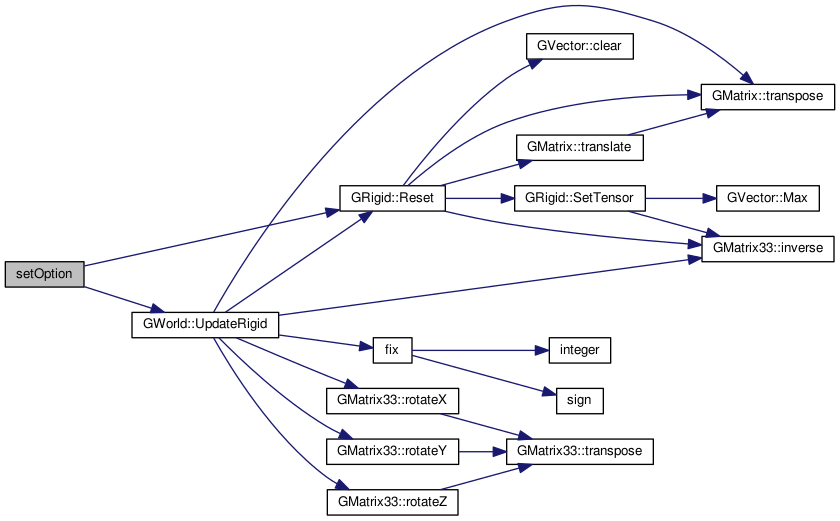 GVector::clear
GMatrix::transpose
GMatrix::translate
GRigid::Reset
GRigid::SetTensor
GVector::Max
GMatrix33::inverse
setOption
GWorld::UpdateRigid
fix
integer
GMatrix33::rotateX
sign
GMatrix33::rotateY
GMatrix33::transpose
GMatrix33::rotateZ